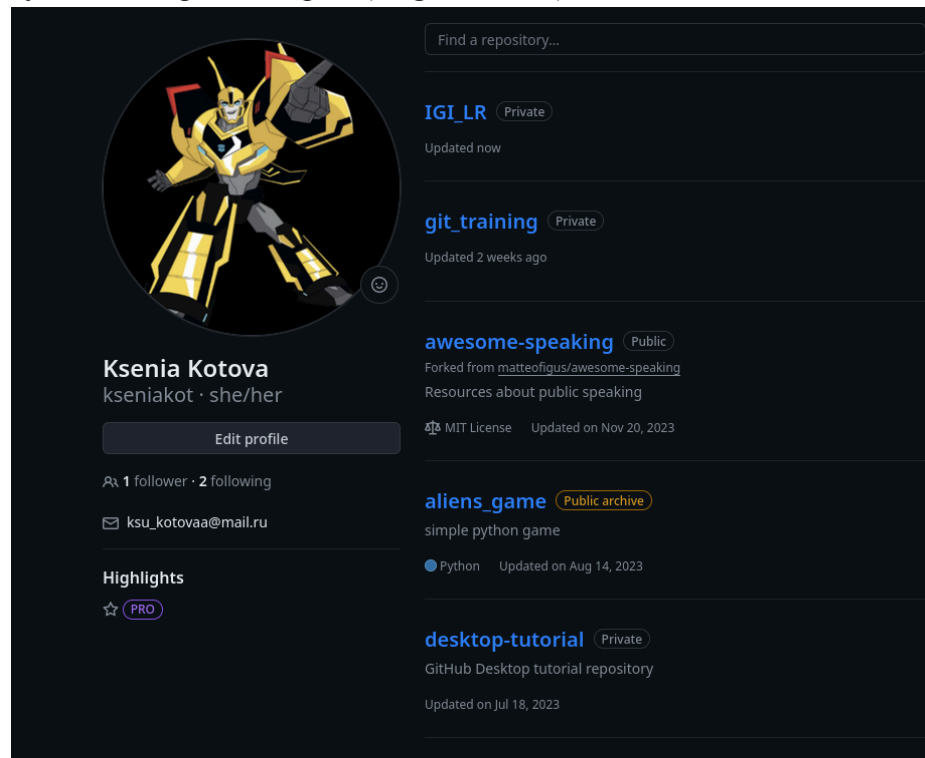 Ksenia Kotova
kseniakot · she/her
Edit profile
1 follower · 2 following
ksu_kotovaa@mail.ru
Highlights
PRO
Find a repository...
IGI_LR Private
Updated now
git_training Private
Updated 2 weeks ago
awesome-speaking Public
Forked from matteofigus/awesome-speaking
Resources about public speaking
MIT License Updated on Nov 20, 2023
aliens_game Public archive
simple python game
Python Updated on Aug 14, 2023
desktop-tutorial Private
GitHub Desktop tutorial repository
Updated on Jul 18, 2023